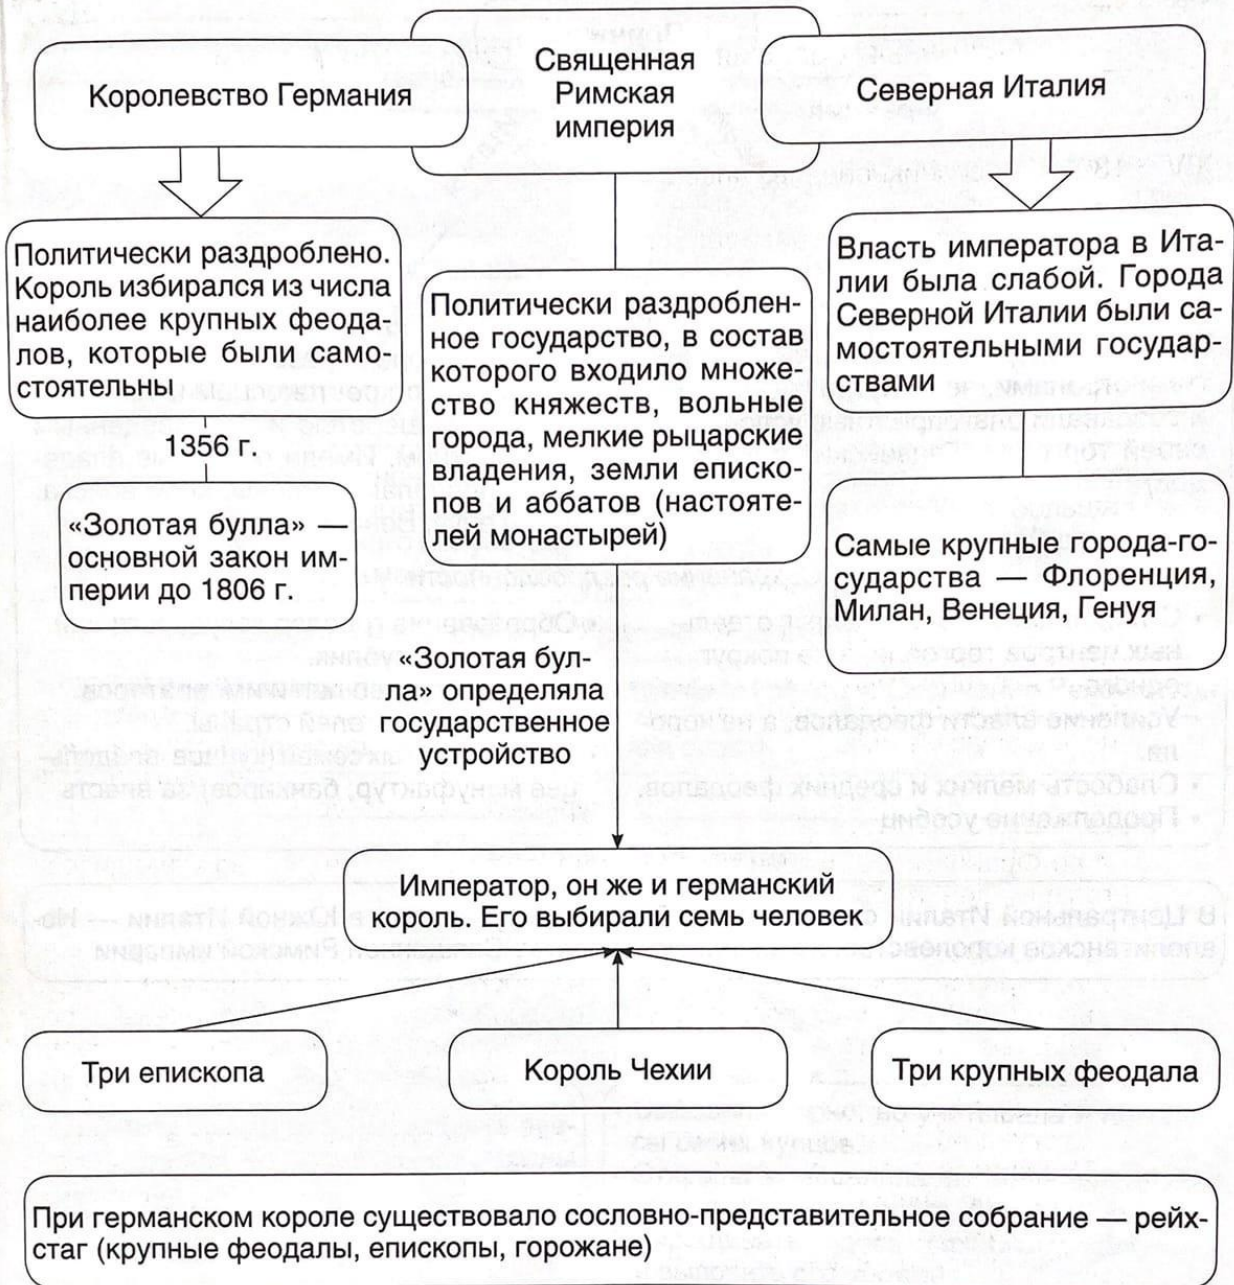 Королевство Германия
Священная
Римская
империя
Северная Италия
Политически раздроблено.
Король избирался из числа
наиболее крупных феода-
лов, которые были само-
стоятельны
1356 г.
«Золотая булла» —
основной закон им-
перии до 1806 г.
Политически раздроблен-
ное государство, в состав
которого входило множе-
ство княжеств, вольные
города, мелкие рыцарские
владения, земли еписко-
пов и аббатов (настояте-
лей монастырей)
Власть императора в Ита-
лии была слабой. Города
Северной Италии были са-
мостоятельными государ-
ствами
Самые крупные города-го-
сударства — Флоренция,
Милан, Венеция, Генуя
«Золотая бул-
ла» определяла
государственное
устройство
Император, он же и германский
король. Его выбирали семь человек
Три епископа
Король Чехии
Три крупных феодала
При германском короле существовало сословно-представительное собрание — рейх-
стаг (крупные феодалы, епископы, горожане)